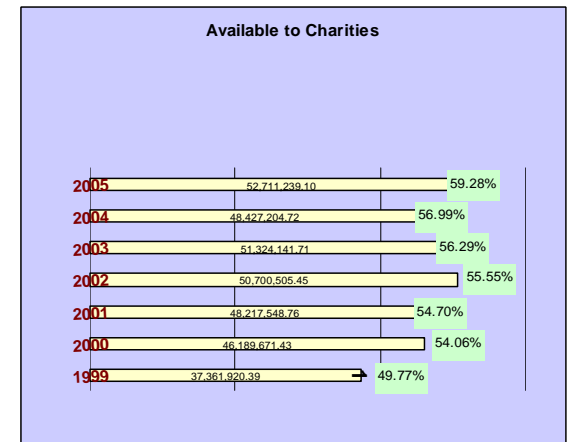 Available to Charities
2005 52,711,239.10 59.28%
2004 48,427,204.72 56.99%
2003 51,324,141.71 56.29%
2002 50,700,505.45 55.55%
2001 48,217,548.76 54.70%
2000 46,189,671.43 54.06%
1999 37,361,920.39 49.77%